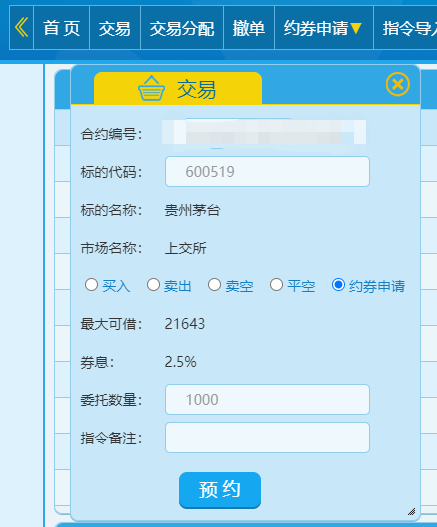 首 页 交易 交易分配 撤单 约券申请▼ 指令导
交易
合约编号：
标的代码： 600519
标的名称： 贵州茅台
市场名称： 上交所
买入 卖出 卖空 平空 约券申请
最大可借： 21643
券息： 2.5%
委托数量： 1000
指令备注：
预 约